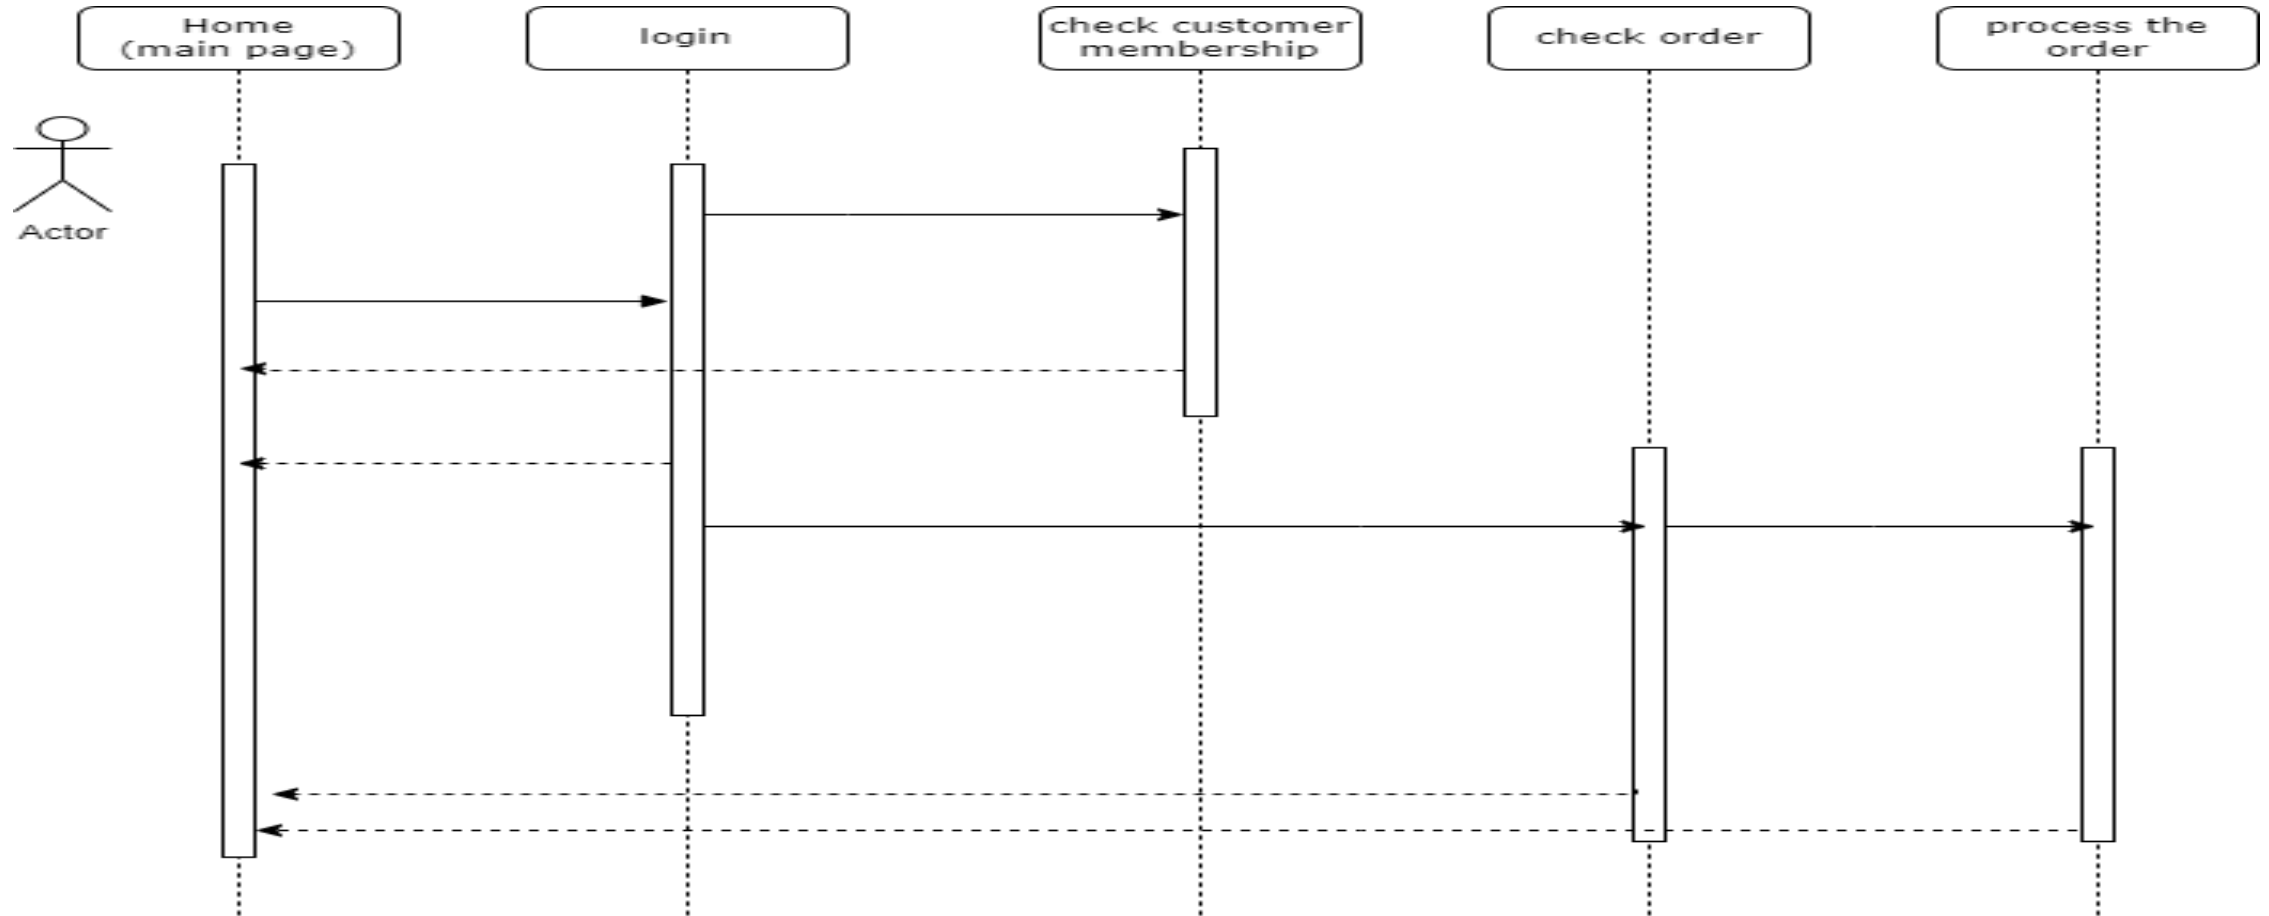 Home
(main page)
login
check customer
membership
check order
process the
order
Actor